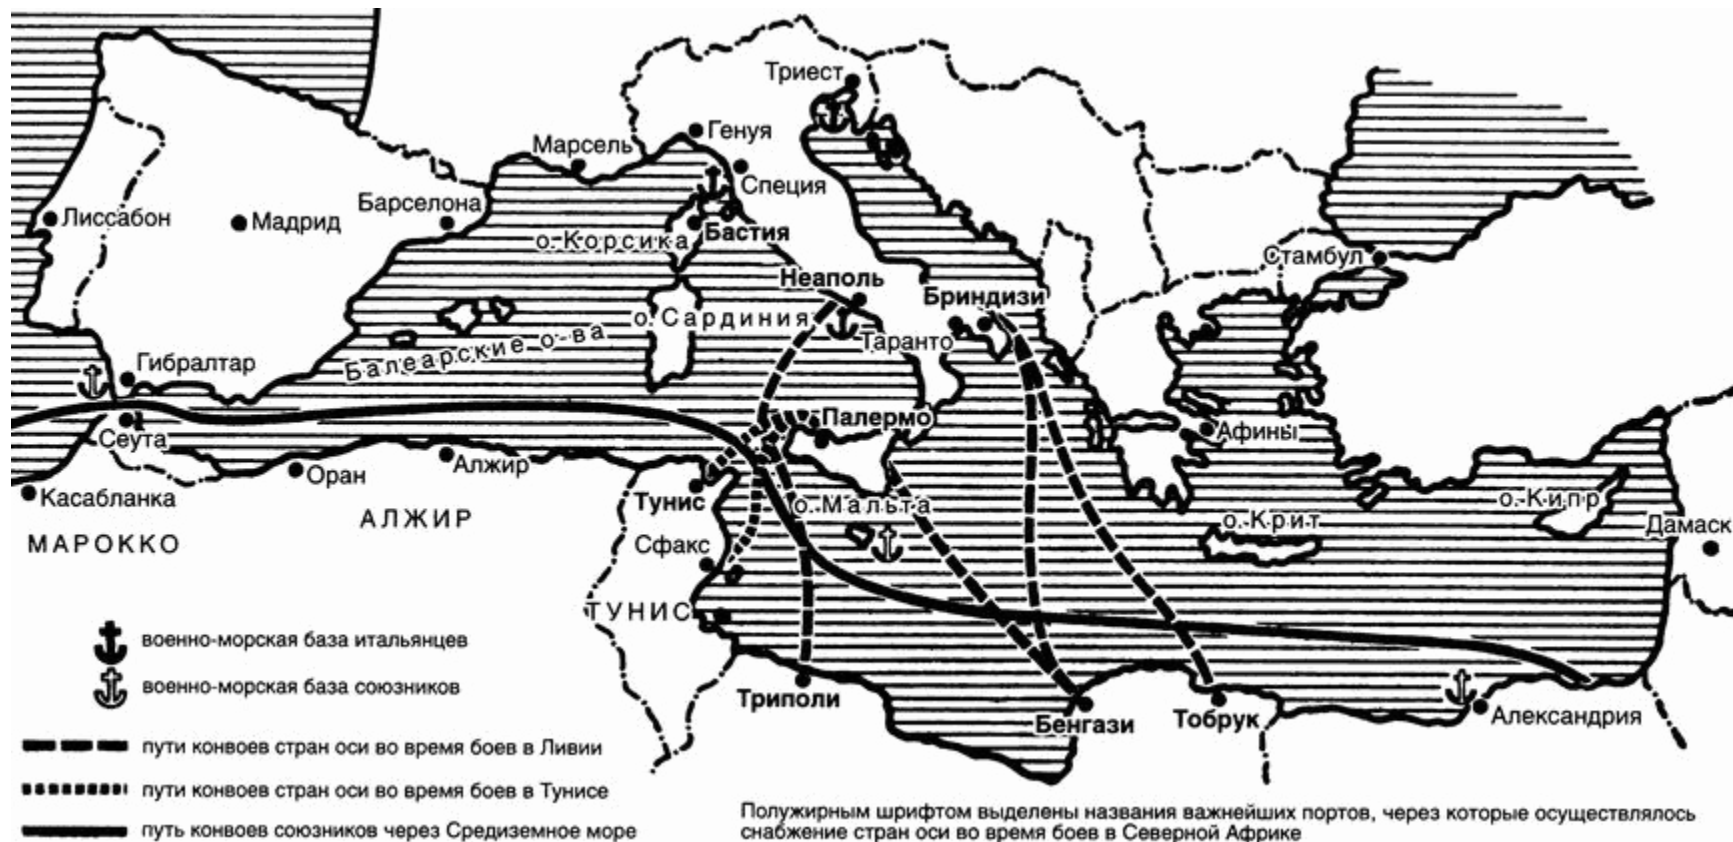 Триест
Генуя
Марсель
Специя
Барселона
Лиссабон
Мадрид
о. Корсика
Бастия
Стамбул
Неаполь
Бриндизи
о. Сардиния
Таранто
Балеарские о-ва
Гибралтар
Палермо
Сеута
Афины
Оран
Алжир
Касабланка
Тунис
о. Мальта
о. Кипр
АЛЖИР
о. Крит
Дамаск
МАРОККО
Сфакс
ТУНИС
военно-морская база итальянцев
военно-морская база союзников
Триполи
Бенгази
Тобрук
Александрия
пути конвоев стран оси во время боев в Ливии
пути конвоев стран оси во время боев в Тунисе
путь конвоев союзников через Средиземное море
Полужирным шрифтом выделены названия важнейших портов, через которые осуществлялось
снабжение стран оси во время боев в Северной Африке